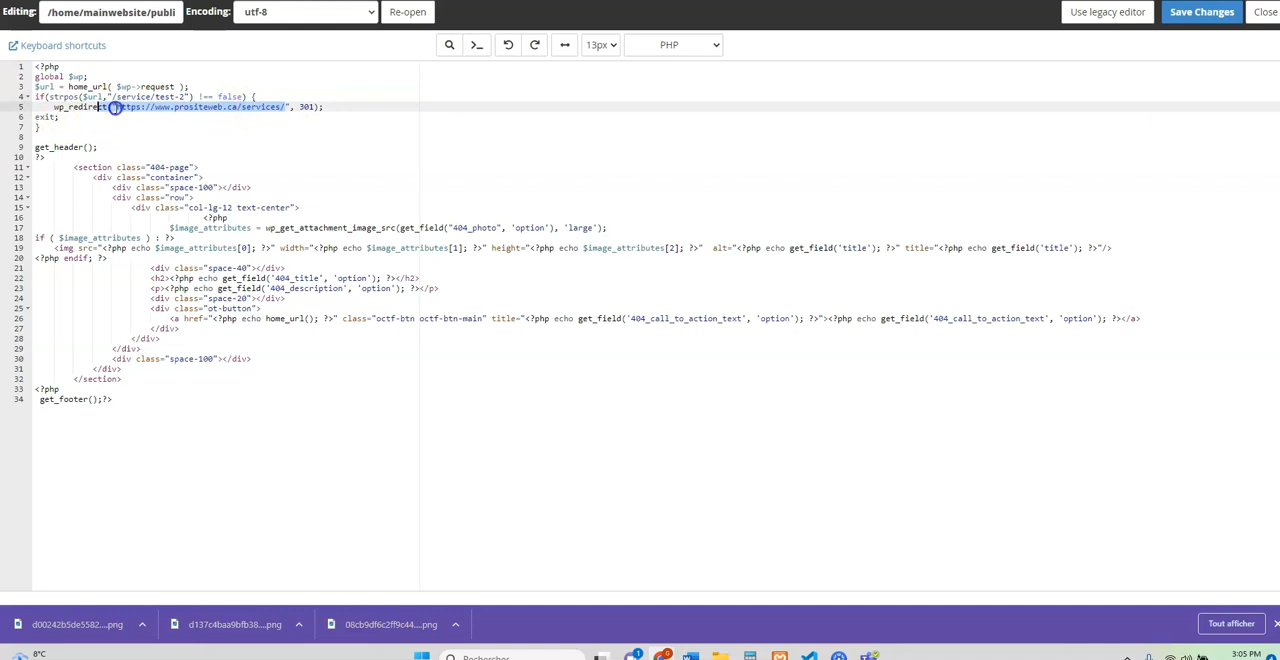 Editing: /home/mainwebsite/publi Encoding: utf-8 Re-open Use legacy editor Save Changes Close
Keyboard shortcuts 13px PHP
1 <?php
2 global $wp;
3 $url = home_url( $wp->request );
4 if(strpos($url,"/service/test-2") !== false) {
5 wp_redirect("https://www.prositeweb.ca/services/", 301);
6 exit;
7 }
8
9 get_header();
10 ?>
11 <section class="404-page">
12 <div class="container">
13 <div class="space-100"></div>
14 <div class="row">
15 <div class="col-lg-12 text-center">
16 <?php
17 $image_attributes = wp_get_attachment_image_src(get_field("404_photo", 'option'), 'large');
18 if ( $image_attributes ) : ?>
19 <img src="<?php echo $image_attributes[0]; ?>" width="<?php echo $image_attributes[1]; ?>" height="<?php echo $image_attributes[2]; ?>" alt="<?php echo get_field('title'); ?>" title="<?php echo get_field('title'); ?>"/>
20 <?php endif; ?>
21 <div class="space-40"></div>
22 <h2><?php echo get_field('404_title', 'option'); ?></h2>
23 <p><?php echo get_field('404_description', 'option'); ?></p>
24 <div class="space-20"></div>
25 <div class="ot-button">
26 <a href="<?php echo home_url(); ?>" class="octf-btn octf-btn-main" title="<?php echo get_field('404_call_to_action_text', 'option'); ?>"><?php echo get_field('404_call_to_action_text', 'option'); ?></a>
27 </div>
28 </div>
29 </div>
30 <div class="space-100"></div>
31 </div>
32 </section>
33 <?php
34 get_footer();?>
d00242b5de5582....png d137c4baa9bfb38....png 08cb9df6c2ff9c44....png Tout afficher
8°C Rechercher 1 3:05 PM